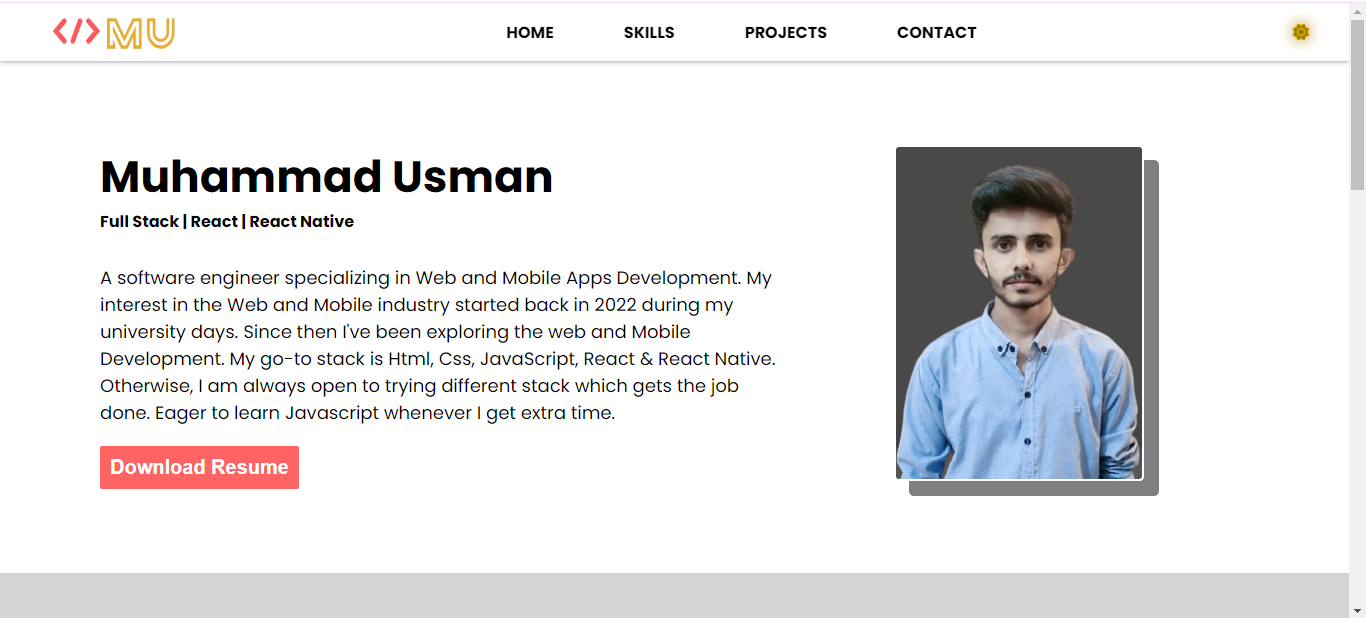 </> MU
HOME
SKILLS
PROJECTS
CONTACT
Muhammad Usman
Full Stack | React | React Native
A software engineer specializing in Web and Mobile Apps Development. My
interest in the Web and Mobile industry started back in 2022 during my
university days. Since then I've been exploring the web and Mobile
Development. My go-to stack is Html, Css, JavaScript, React & React Native.
Otherwise, I am always open to trying different stack which gets the job
done. Eager to learn Javascript whenever I get extra time.
Download Resume